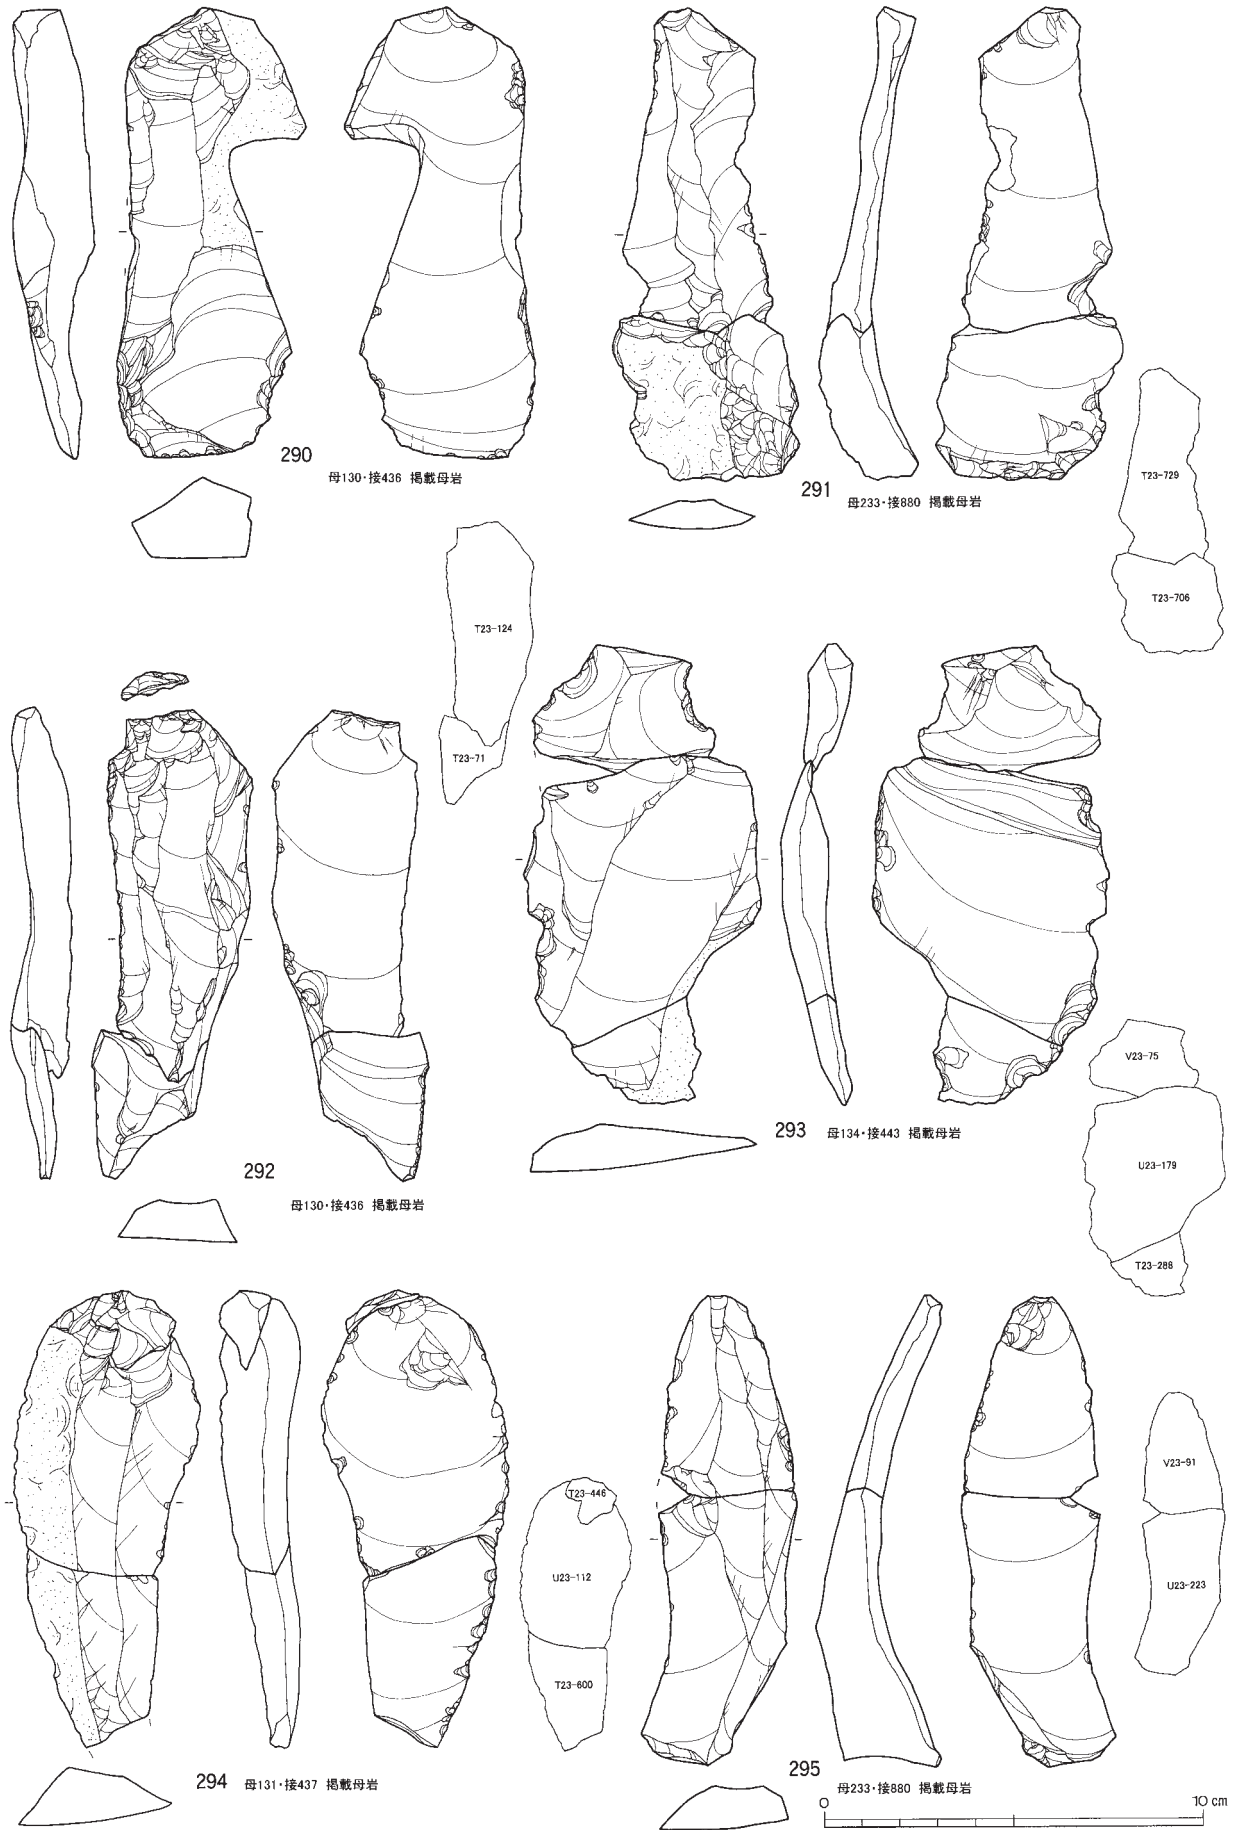 290
母130・接436 掲載母岩
291
母233・接880 掲載母岩
T23-729
T23-706
T23-124
T23-71
292
母130・接436 掲載母岩
293
母134・接443 掲載母岩
V23-75
U23-179
T23-288
294
母131・接437 掲載母岩
T23-446
U23-112
T23-600
295
母233・接880 掲載母岩
V23-91
U23-223
0 10 cm